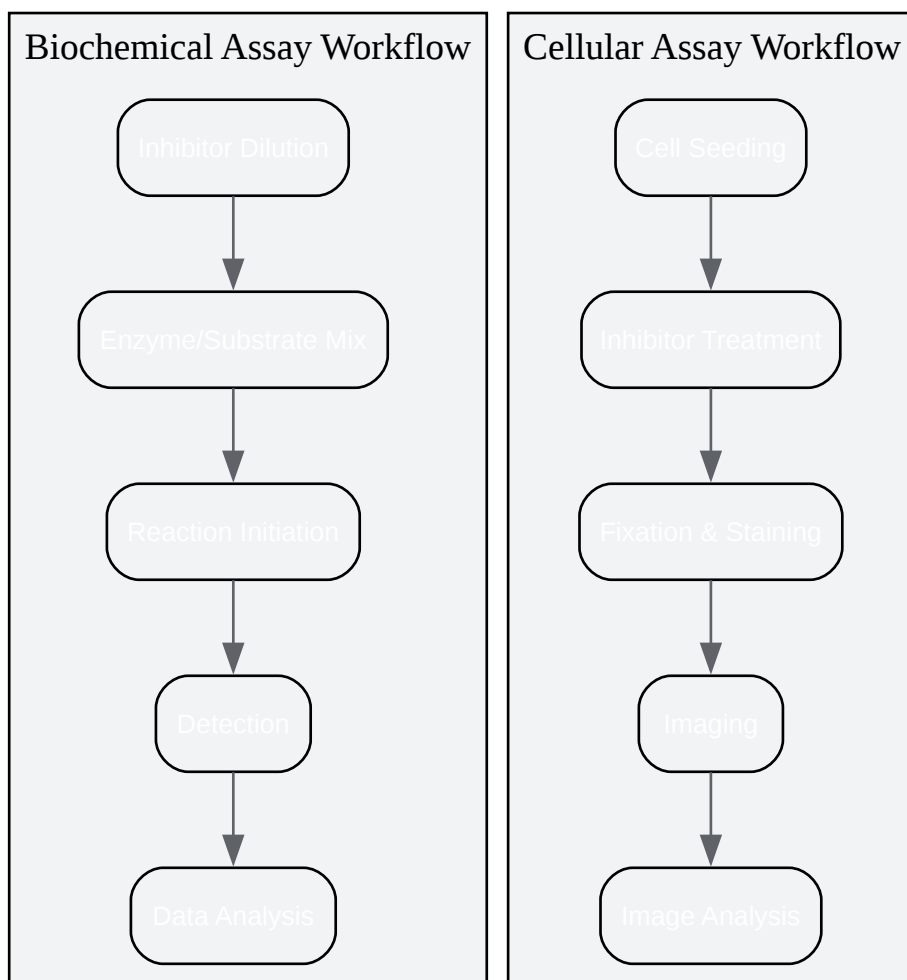 Biochemical Assay Workflow
Inhibitor Dilution
Enzyme/Substrate Mix
Reaction Initiation
Detection
Data Analysis
Cellular Assay Workflow
Cell Seeding
Inhibitor Treatment
Fixation & Staining
Imaging
Image Analysis